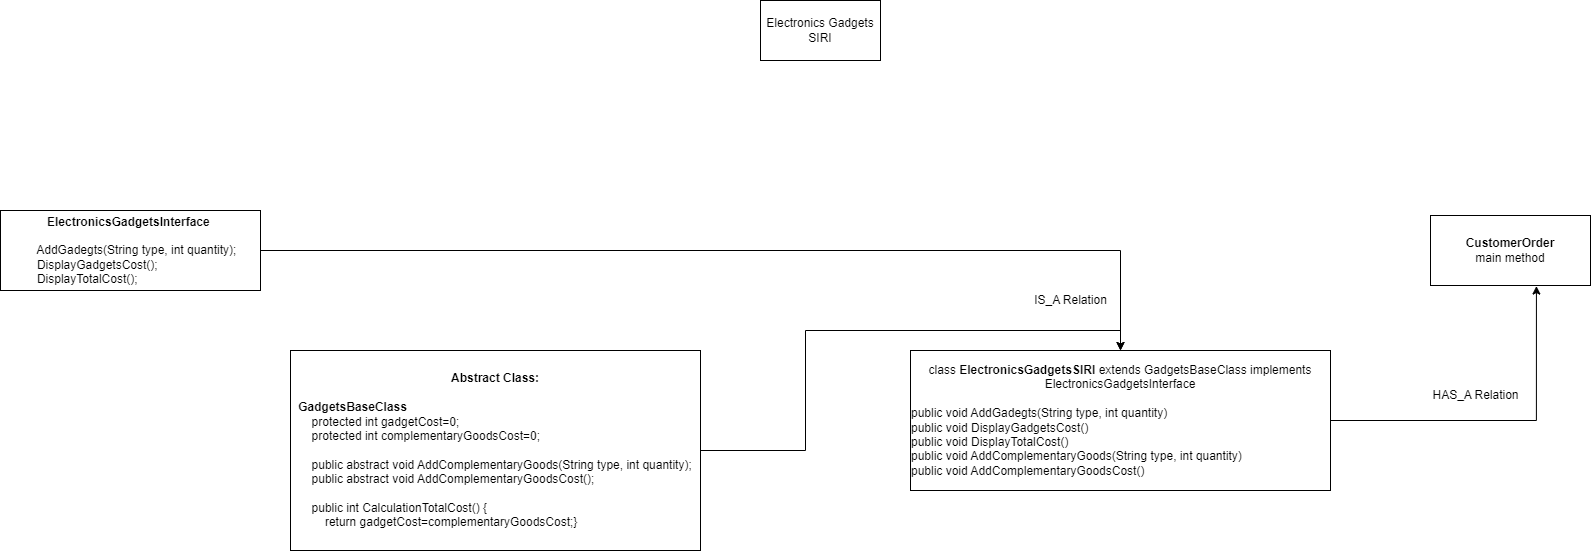 Electronics Gadgets
SIRI
ElectronicsGadgetsInterface
AddGadegts(String type, int quantity);
DisplayGadgetsCost();
DisplayTotalCost();
CustomerOrder
main method
IS_A Relation
Abstract Class:
GadgetsBaseClass
protected int gadgetCost=0;
protected int complementaryGoodsCost=0;
public abstract void AddComplementaryGoods(String type, int quantity);
public abstract void AddComplementaryGoodsCost();
public int CalculationTotalCost() {
return gadgetCost=complementaryGoodsCost;}
class ElectronicsGadgetsSIRI extends GadgetsBaseClass implements
ElectronicsGadgetsInterface
public void AddGadegts(String type, int quantity)
public void DisplayGadgetsCost()
public void DisplayTotalCost()
public void AddComplementaryGoods(String type, int quantity)
public void AddComplementaryGoodsCost()
HAS_A Relation